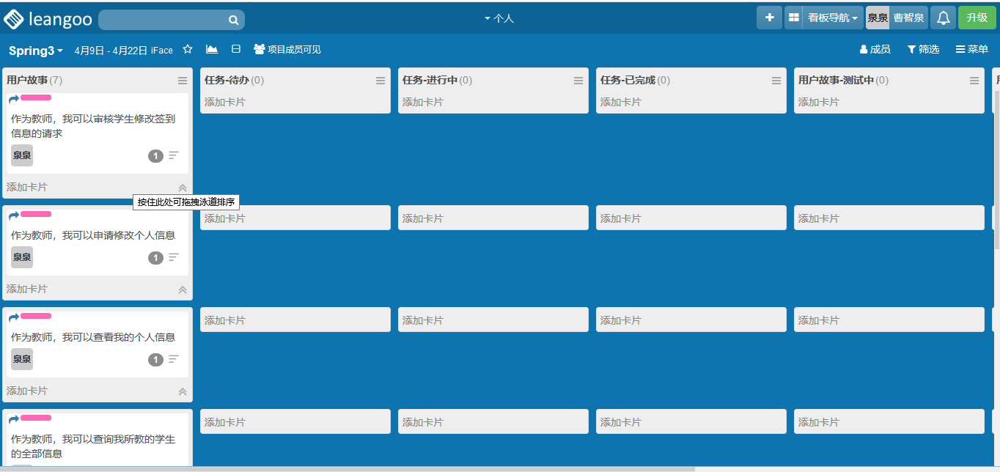 leangoo
个人
看板导航
泉泉
曹智泉
升级
Spring3
4月9日 - 4月22日 iFace
项目成员可见
成员
筛选
菜单
用户故事 (7)
任务-待办 (0)
任务-进行中 (0)
任务-已完成 (0)
用户故事-测试中 (0)
添加卡片
添加卡片
添加卡片
添加卡片
作为教师，我可以审核学生修改签到
信息的请求
泉泉
1
添加卡片
按住此处可拖拽泳道排序
添加卡片
添加卡片
添加卡片
添加卡片
作为教师，我可以申请修改个人信息
泉泉
1
添加卡片
添加卡片
添加卡片
添加卡片
添加卡片
作为教师，我可以查看我的个人信息
泉泉
1
添加卡片
添加卡片
添加卡片
添加卡片
添加卡片
作为教师，我可以查询我所教的学生
的全部信息